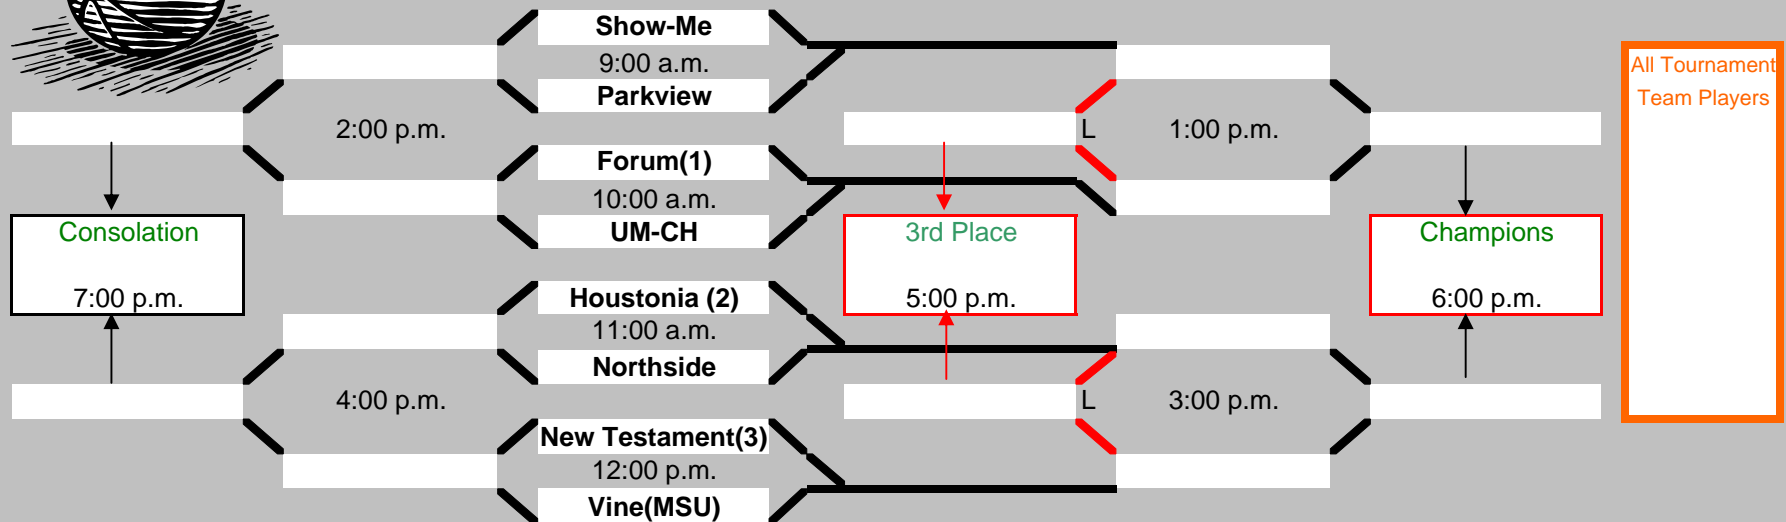 Show-Me
9:00 a.m.
Parkview
All Tournament
Team Players
2:00 p.m.
L
1:00 p.m.
Forum(1)
10:00 a.m.
UM-CH
Consolation
3rd Place
Champions
7:00 p.m.
Houstonia (2)
5:00 p.m.
6:00 p.m.
11:00 a.m.
Northside
4:00 p.m.
L
3:00 p.m.
New Testament(3)
12:00 p.m.
Vine(MSU)